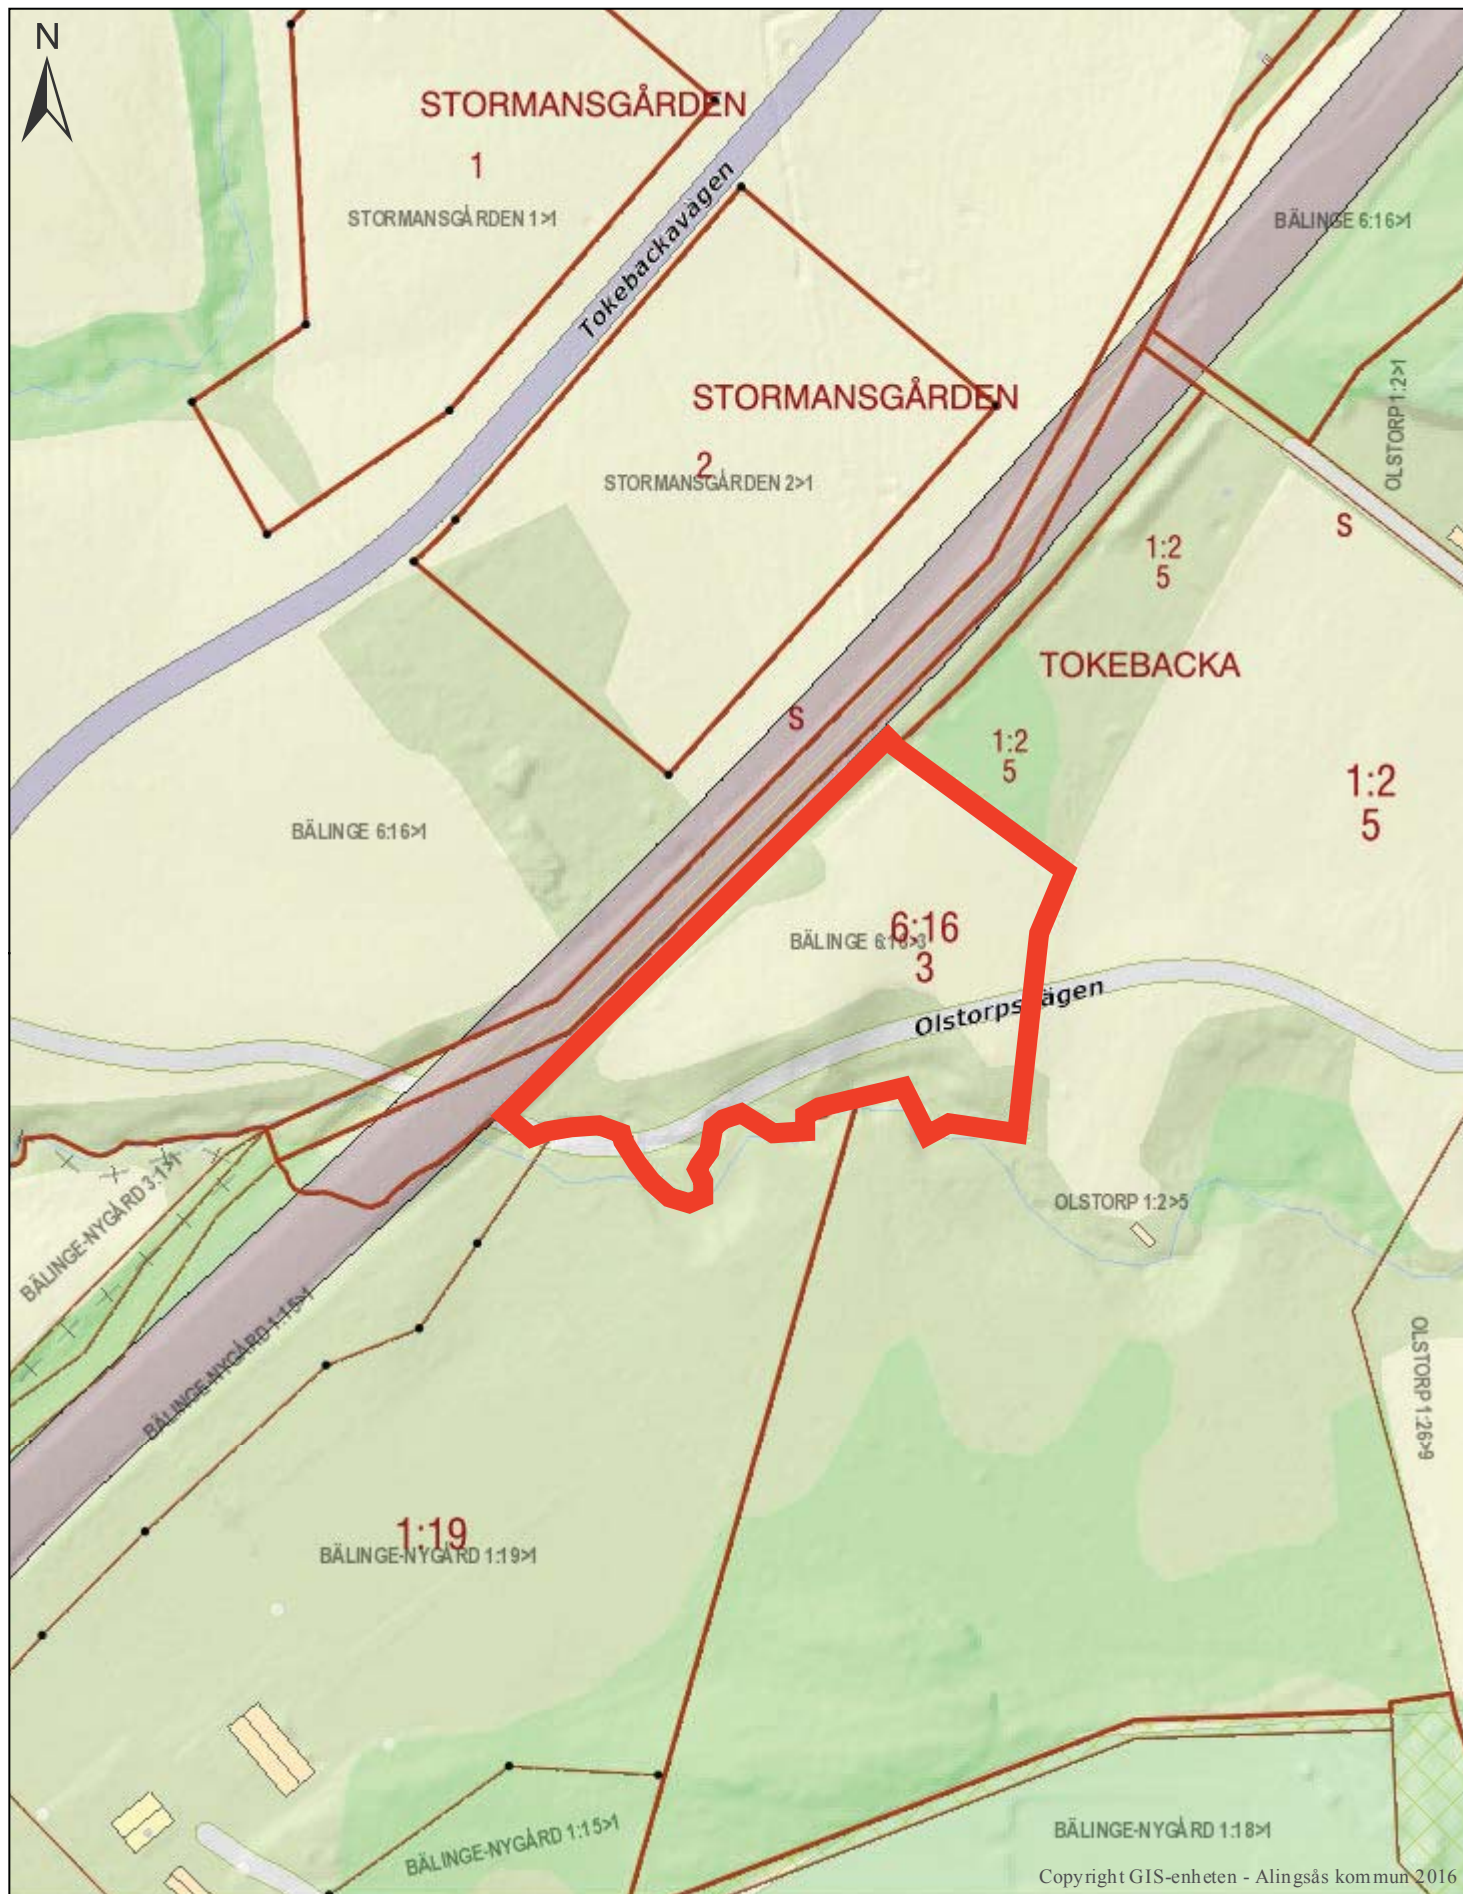 N
STORMANSGÅRDEN
1
STORMANSGÅRDEN 1>1
Tokebackavägen
BÄLINGE 6:16>1
STORMANSGÅRDEN
2
STORMANSGÅRDEN 2>1
OLSTORP 1:2>1
S
1:2
5
TOKEBACKA
S
1:2
5
1:2
5
BÄLINGE 6:16>1
6:16
BÄLINGE 6:16>3
3
Olstorpsvägen
BÄLINGE-NYGÅRD 3:1>1
OLSTORP 1:2>5
BÄLINGE-NYGÅRD 1:15>1
OLSTORP 1:26>9
1:19
BÄLINGE-NYGÅRD 1:19>1
BÄLINGE-NYGÅRD 1:15>1
BÄLINGE-NYGÅRD 1:18>1
Copyright GIS-enheten - Alingsås kommun 2016